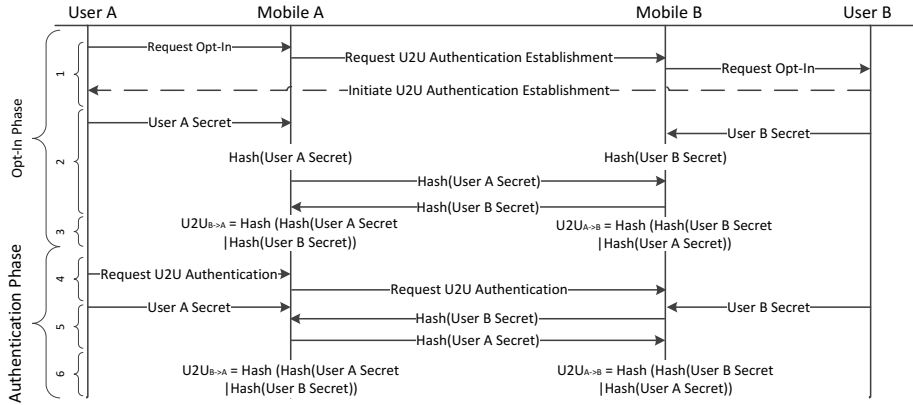 User A
Mobile A
Mobile B
User B
Opt-In Phase
1
Request Opt-In
Request U2U Authentication Establishment
Request Opt-In
Initiate U2U Authentication Establishment
2
User A Secret
User B Secret
Hash(User A Secret)
Hash(User B Secret)
Hash(User A Secret)
Hash(User B Secret)
3
U2U B->A = Hash (Hash(User A Secret
|Hash(User B Secret))
U2U A->B = Hash (Hash(User B Secret
|Hash(User A Secret))
Authentication Phase
4
Request U2U Authentication
Request U2U Authentication
5
User A Secret
User B Secret
Hash(User B Secret)
Hash(User A Secret)
6
U2U B->A = Hash (Hash(User A Secret
|Hash(User B Secret))
U2U A->B = Hash (Hash(User B Secret
|Hash(User A Secret))